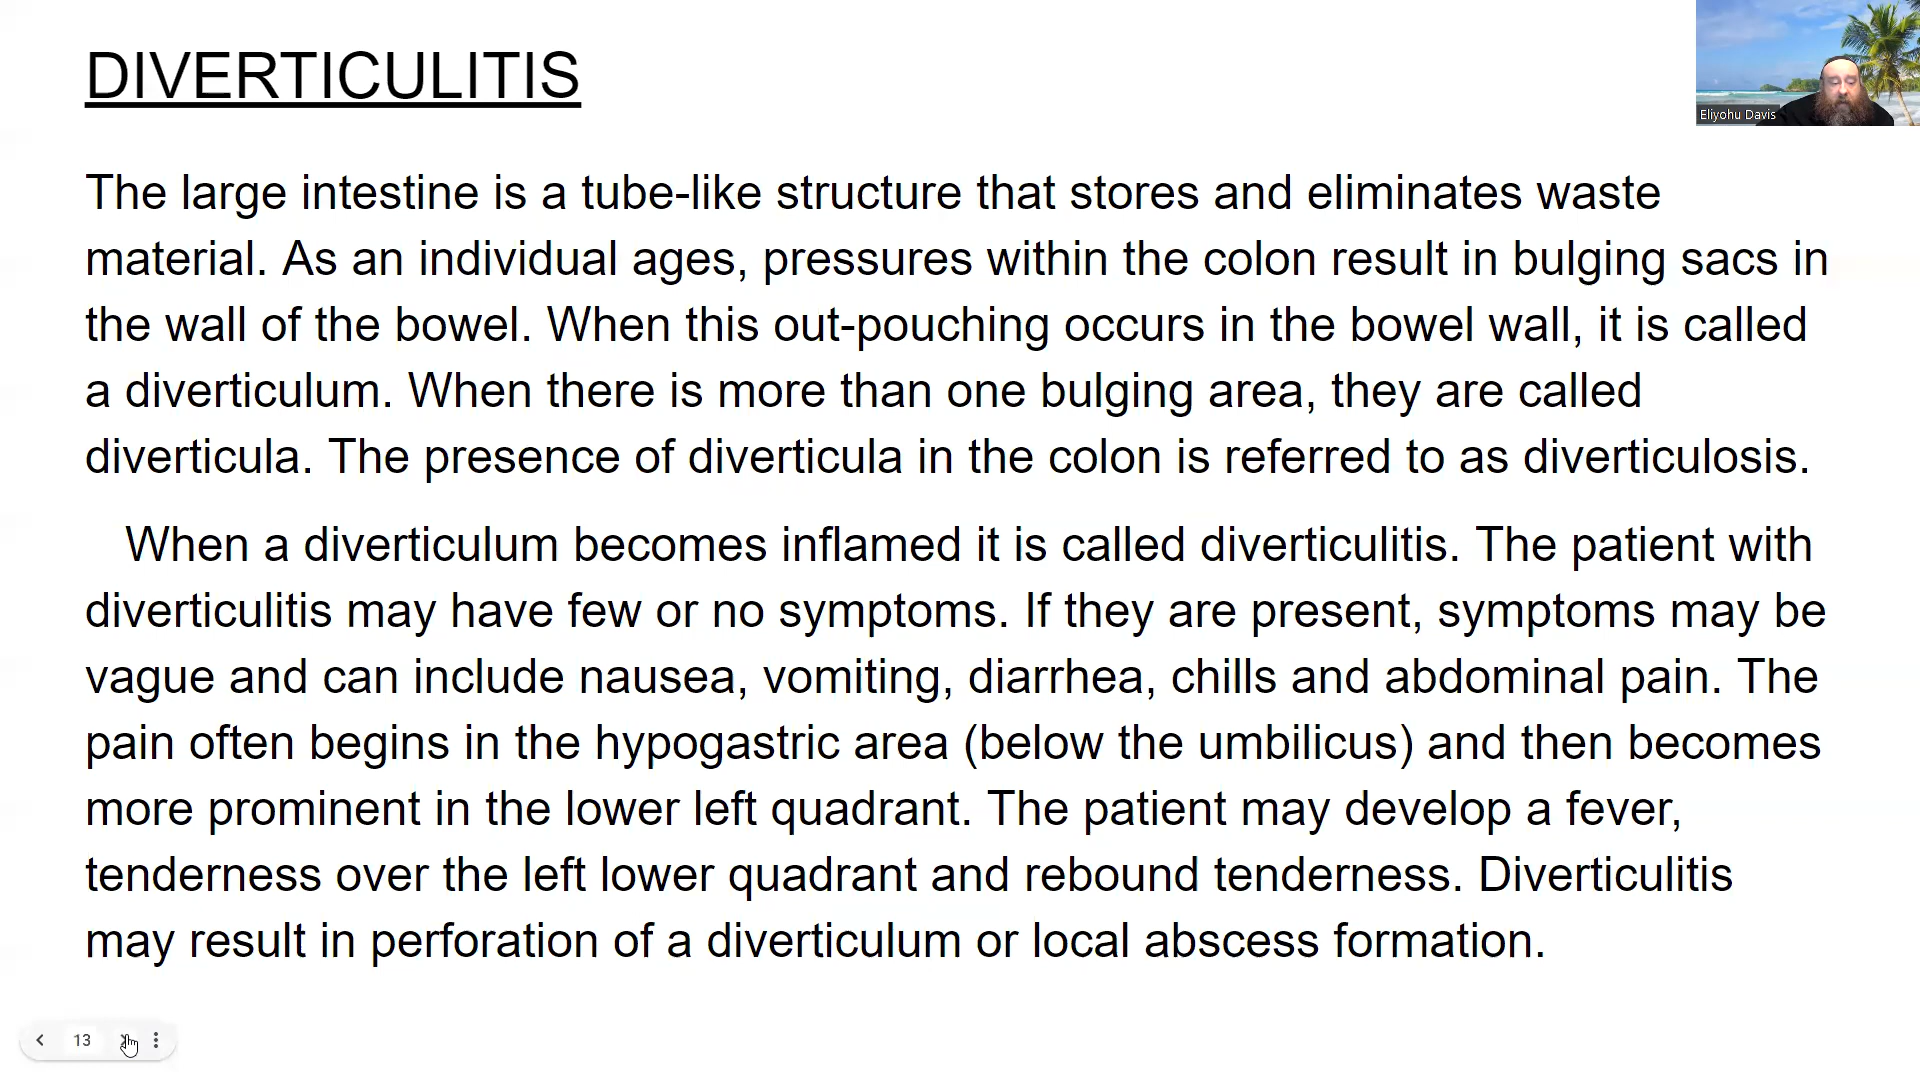 DIVERTICULITIS
Eliyohu Davis
The large intestine is a tube-like structure that stores and eliminates waste
material. As an individual ages, pressures within the colon result in bulging sacs in
the wall of the bowel. When this out-pouching occurs in the bowel wall, it is called
a diverticulum. When there is more than one bulging area, they are called
diverticula. The presence of diverticula in the colon is referred to as diverticulosis.
When a diverticulum becomes inflamed it is called diverticulitis. The patient with
diverticulitis may have few or no symptoms. If they are present, symptoms may be
vague and can include nausea, vomiting, diarrhea, chills and abdominal pain. The
pain often begins in the hypogastric area (below the umbilicus) and then becomes
more prominent in the lower left quadrant. The patient may develop a fever,
tenderness over the left lower quadrant and rebound tenderness. Diverticulitis
may result in perforation of a diverticulum or local abscess formation.
13